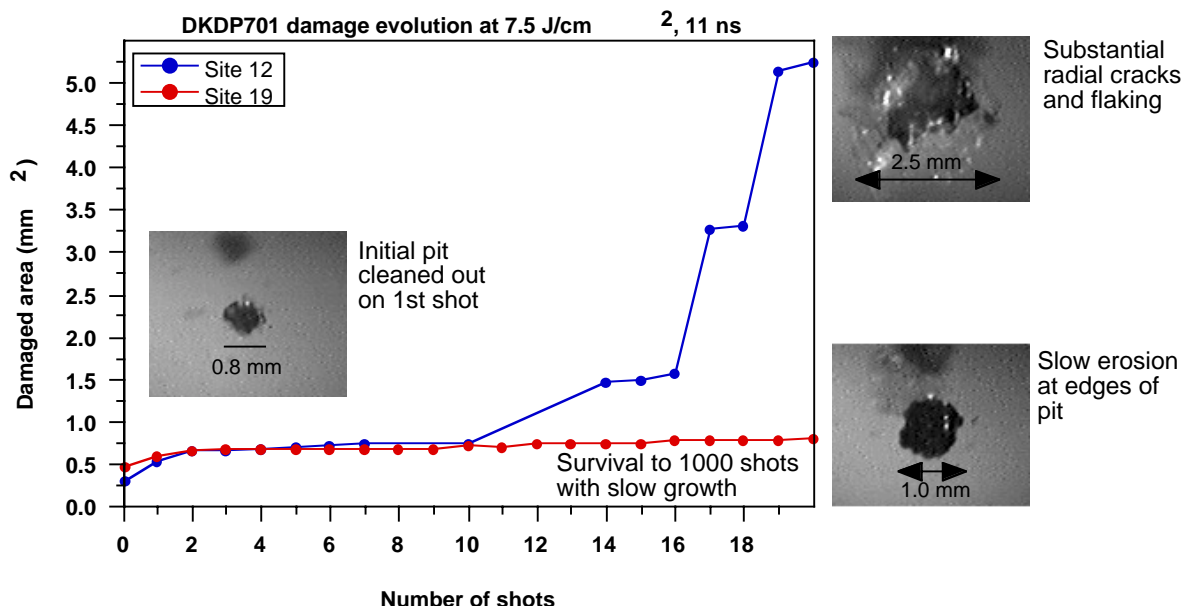 DKDP701 damage evolution at 7.5 J/cm 2, 11 ns
Site 12
Site 19
Damaged area (mm 2)
5.0
4.5
4.0
3.5
3.0
2.5
2.0
1.5
1.0
0.5
0.0
0 2 4 6 8 10 12 14 16 18
Number of shots
Initial pit
cleaned out
on 1st shot
0.8 mm
Survival to 1000 shots
with slow growth
Substantial
radial cracks
and flaking
2.5 mm
Slow erosion
at edges of
pit
1.0 mm